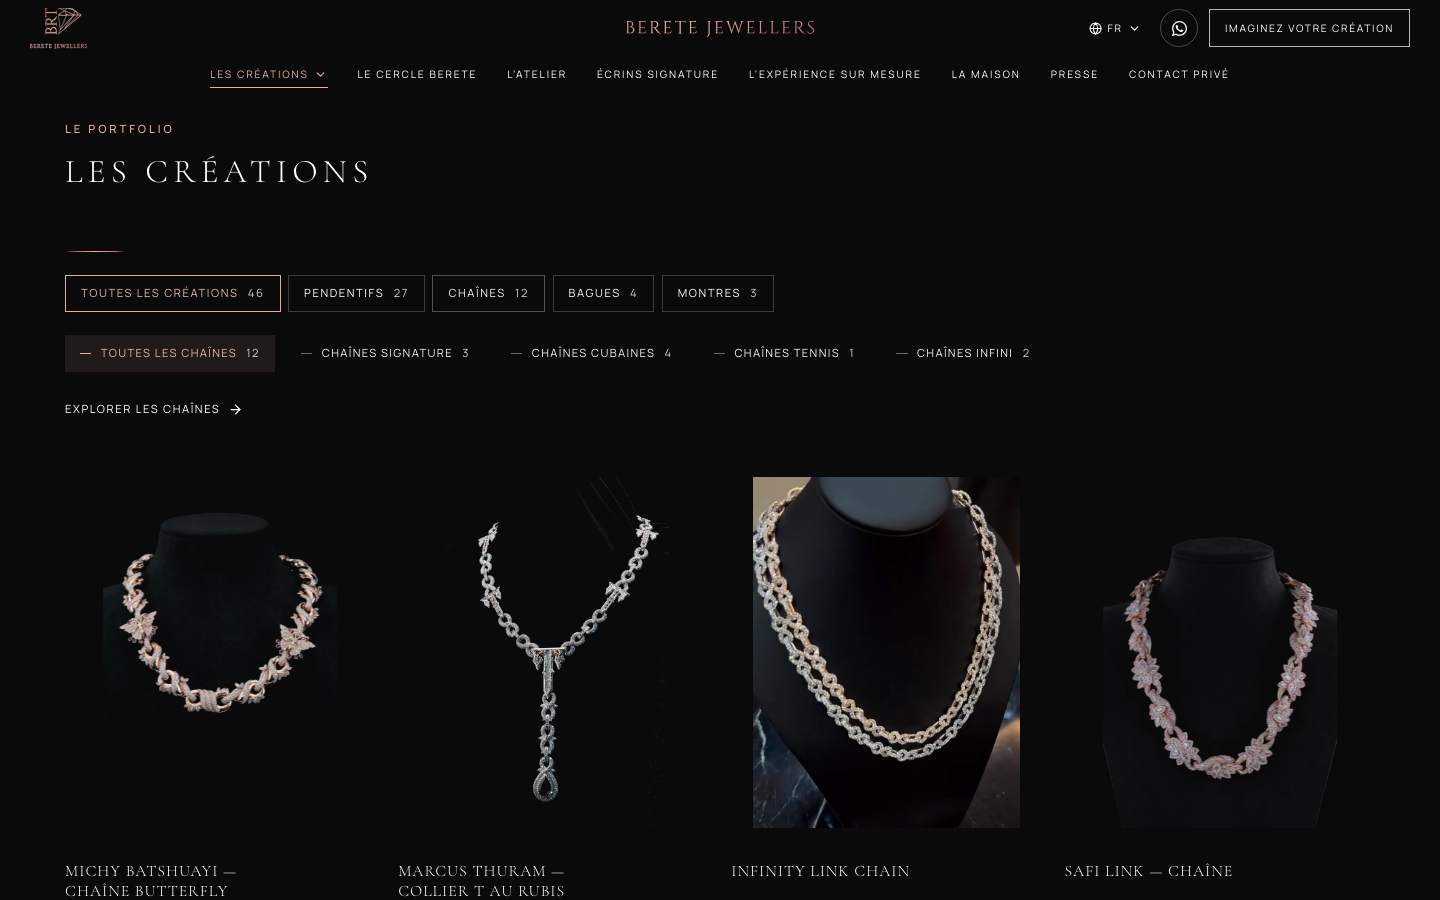 BRT
BERETE JEWELLERS
BERETE JEWELLERS
FR
IMAGINEZ VOTRE CRÉATION
LES CRÉATIONS
LE CERCLE BERETE
L'ATELIER
ÉCRINS SIGNATURE
L'EXPÉRIENCE SUR MESURE
LA MAISON
PRESSE
CONTACT PRIVÉ
LE PORTFOLIO
LES CRÉATIONS
TOUTES LES CRÉATIONS 46
PENDENTIFS 27
CHAÎNES 12
BAGUES 4
MONTRES 3
— TOUTES LES CHAÎNES 12
— CHAÎNES SIGNATURE 3
— CHAÎNES CUBAINES 4
— CHAÎNES TENNIS 1
— CHAÎNES INFINI 2
EXPLORER LES CHAÎNES →
MICHY BATSHUAYI —
CHAÎNE BUTTERFLY
MARCUS THURAM —
COLLIER T AU RUBIS
INFINITY LINK CHAIN
SAFI LINK — CHAÎNE